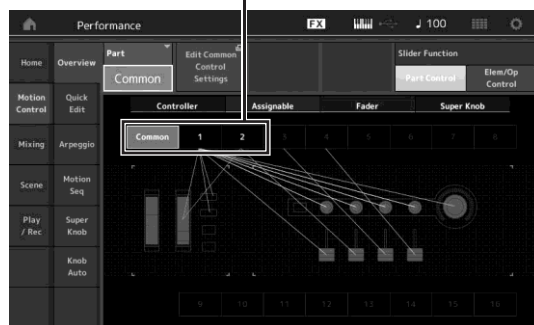 Performance
FX
♩ 100
Home
Overview
Part
Common
Edit Common
Control
Settings
Slider Function
Part Control
Elem/Op
Control
Motion
Control
Quick
Edit
Controller
Assignable
Fader
Super Knob
Mixing
Arpeggio
Common
1
2
3
4
5
6
7
8
Scene
Motion
Seq
Play
/ Rec
Super
Knob
Knob
Auto
9
10
11
12
13
14
15
16